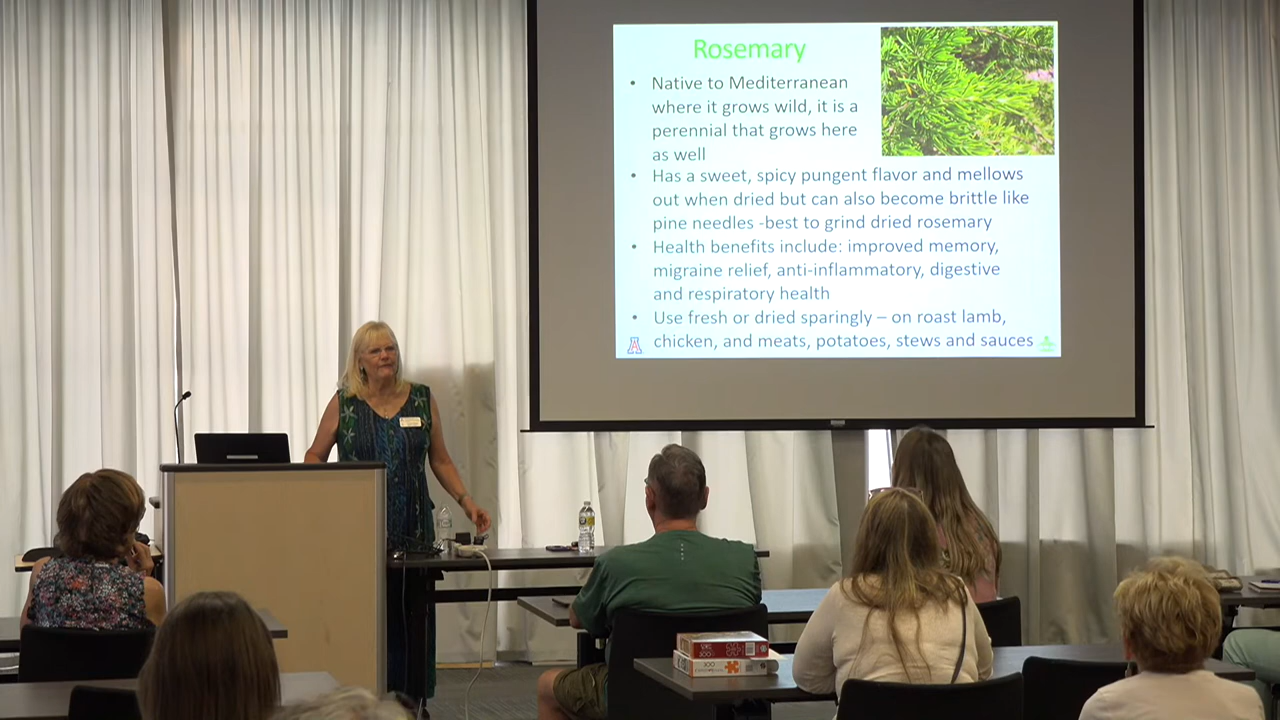 Rosemary
• Native to Mediterranean
where it grows wild, it is a
perennial that grows here
as well
• Has a sweet, spicy pungent flavor and mellows
out when dried but can also become brittle like
pine needles -best to grind dried rosemary
• Health benefits include: improved memory,
migraine relief, anti-inflammatory, digestive
and respiratory health
• Use fresh or dried sparingly – on roast lamb,
chicken, and meats, potatoes, stews and sauces
A
300